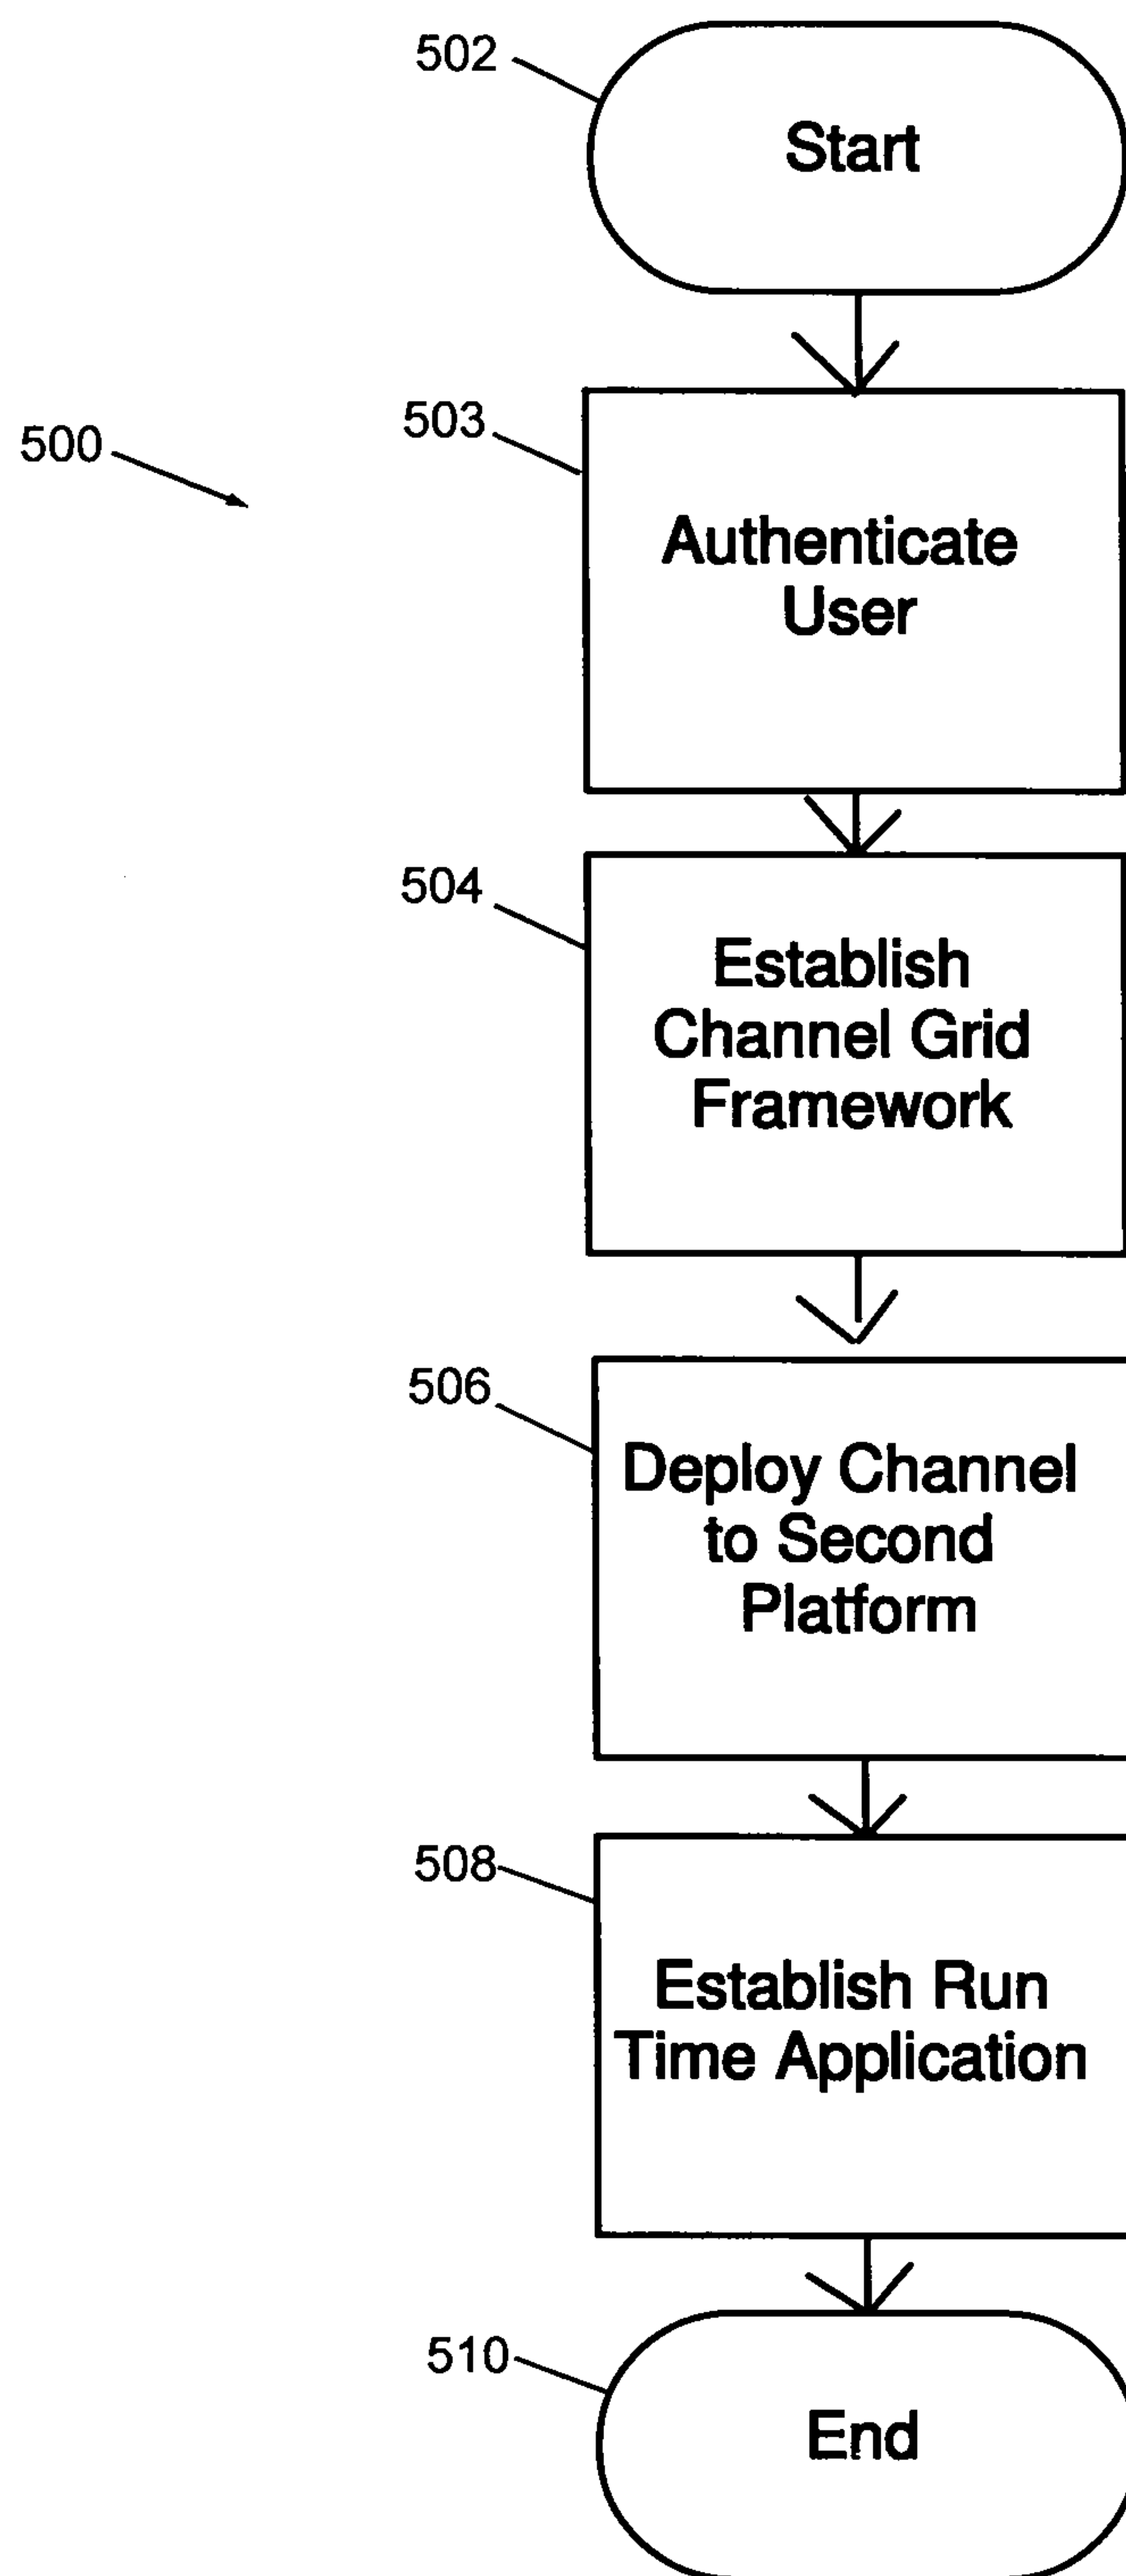 502
Start
500
503
Authenticate
User
504
Establish
Channel Grid
Framework
506
Deploy Channel
to Second
Platform
508
Establish Run
Time Application
510
End